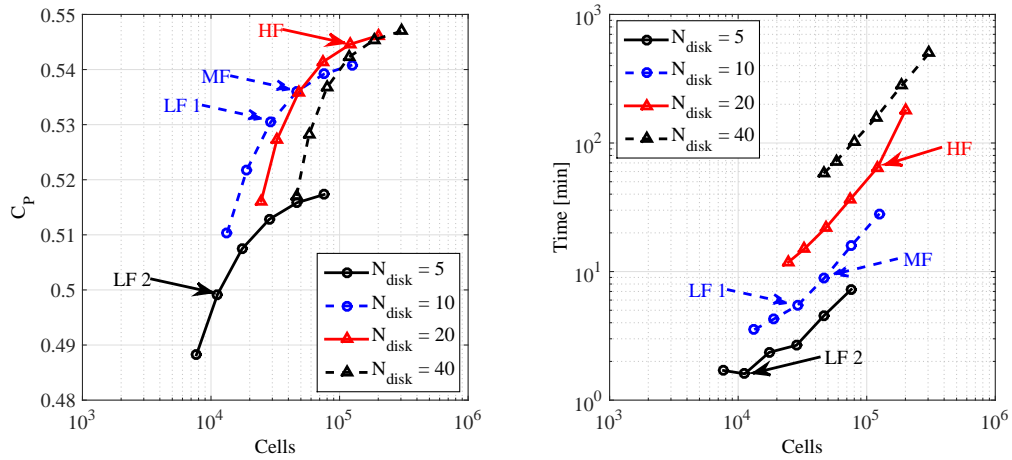 0.55
0.54
0.53
0.52
0.51
0.5
0.49
0.48
C_P
10^3
10^4
10^5
10^6
Cells
HF
MF
LF 1
LF 2
N_disk = 5
N_disk = 10
N_disk = 20
N_disk = 40
10^3
10^2
10^1
10^0
Time [min]
10^3
10^4
10^5
10^6
Cells
N_disk = 5
N_disk = 10
N_disk = 20
N_disk = 40
HF
MF
LF 1
LF 2